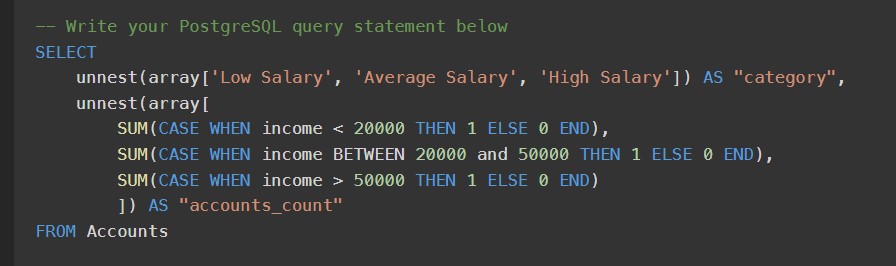 -- Write your PostgreSQL query statement below
SELECT
    unnest(array['Low Salary', 'Average Salary', 'High Salary']) AS "category",
    unnest(array[
        SUM(CASE WHEN income < 20000 THEN 1 ELSE 0 END),
        SUM(CASE WHEN income BETWEEN 20000 and 50000 THEN 1 ELSE 0 END),
        SUM(CASE WHEN income > 50000 THEN 1 ELSE 0 END)
        ]) AS "accounts_count"
FROM Accounts